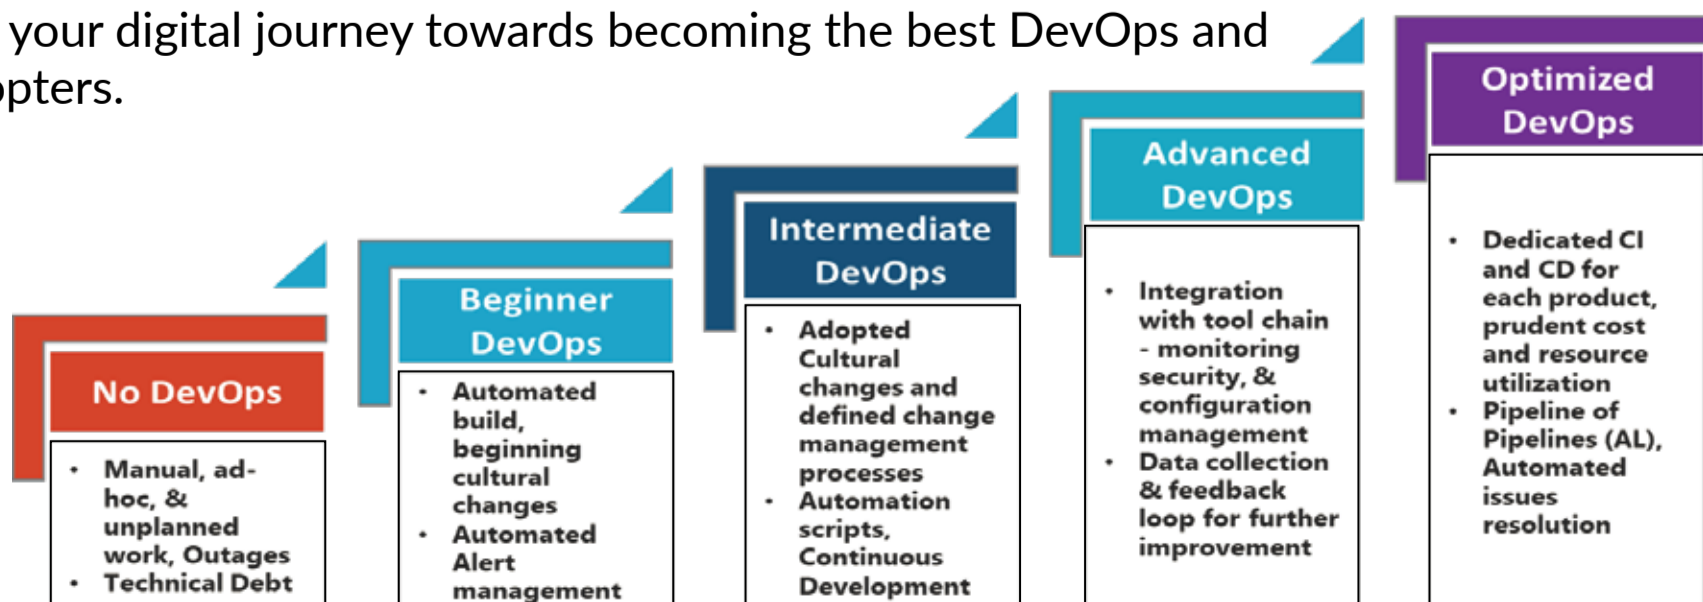 your digital journey towards becoming the best DevOps and
opters.
No DevOps
• Manual, ad-
hoc, &
unplanned
work, Outages
• Technical Debt
Beginner
DevOps
• Automated
build,
beginning
cultural
changes
• Automated
Alert
management
Intermediate
DevOps
• Adopted
Cultural
changes and
defined change
management
processes
• Automation
scripts,
Continuous
Development
Advanced
DevOps
• Integration
with tool chain
- monitoring
security, &
configuration
management
• Data collection
& feedback
loop for further
improvement
Optimized
DevOps
• Dedicated CI
and CD for
each product,
prudent cost
and resource
utilization
• Pipeline of
Pipelines (AL),
Automated
issues
resolution